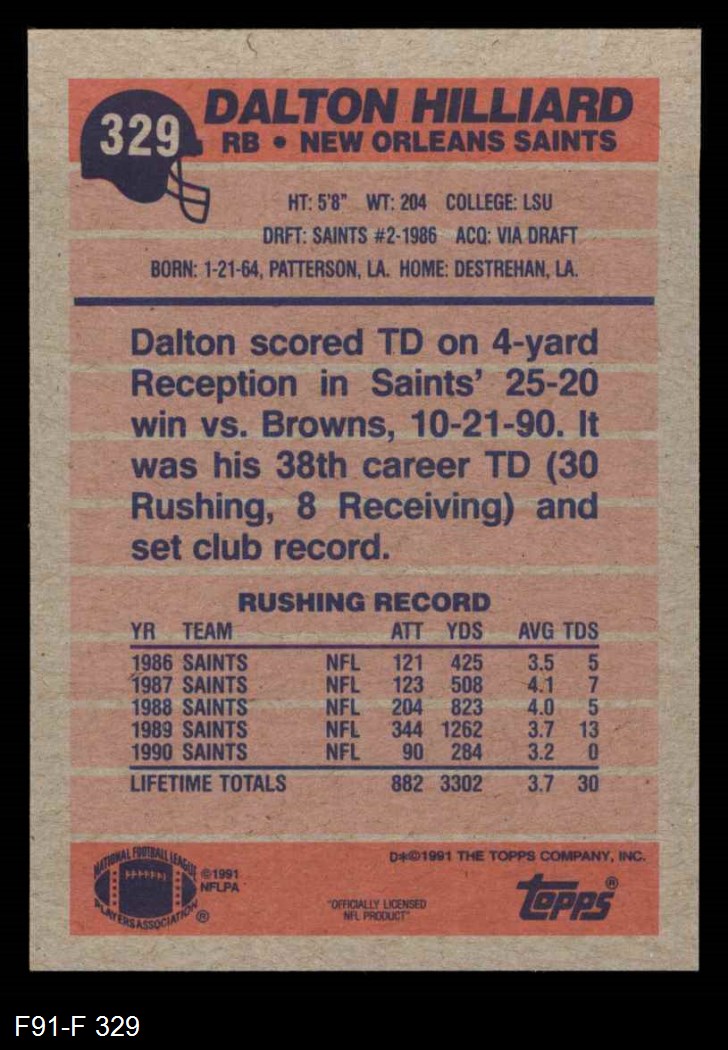 329
DALTON HILLIARD
RB • NEW ORLEANS SAINTS
HT: 5'8" WT: 204 COLLEGE: LSU
DRFT: SAINTS #2-1986 ACQ: VIA DRAFT
BORN: 1-21-64, PATTERSON, LA. HOME: DESTREHAN, LA.
Dalton scored TD on 4-yard
Reception in Saints' 25-20
win vs. Browns, 10-21-90. It
was his 38th career TD (30
Rushing, 8 Receiving) and
set club record.
RUSHING RECORD
YR TEAM ATT YDS AVG TDS
1986 SAINTS NFL 121 425 3.5 5
1987 SAINTS NFL 123 508 4.1 7
1988 SAINTS NFL 204 823 4.0 5
1989 SAINTS NFL 344 1262 3.7 13
1990 SAINTS NFL 90 284 3.2 0
LIFETIME TOTALS 882 3302 3.7 30
NATIONAL FOOTBALL LEAGUE
PLAYERS ASSOCIATION ®
©1991
NFLPA
"OFFICIALLY LICENSED
NFL PRODUCT"
D*©1991 THE TOPPS COMPANY, INC.
topps®
F91-F 329